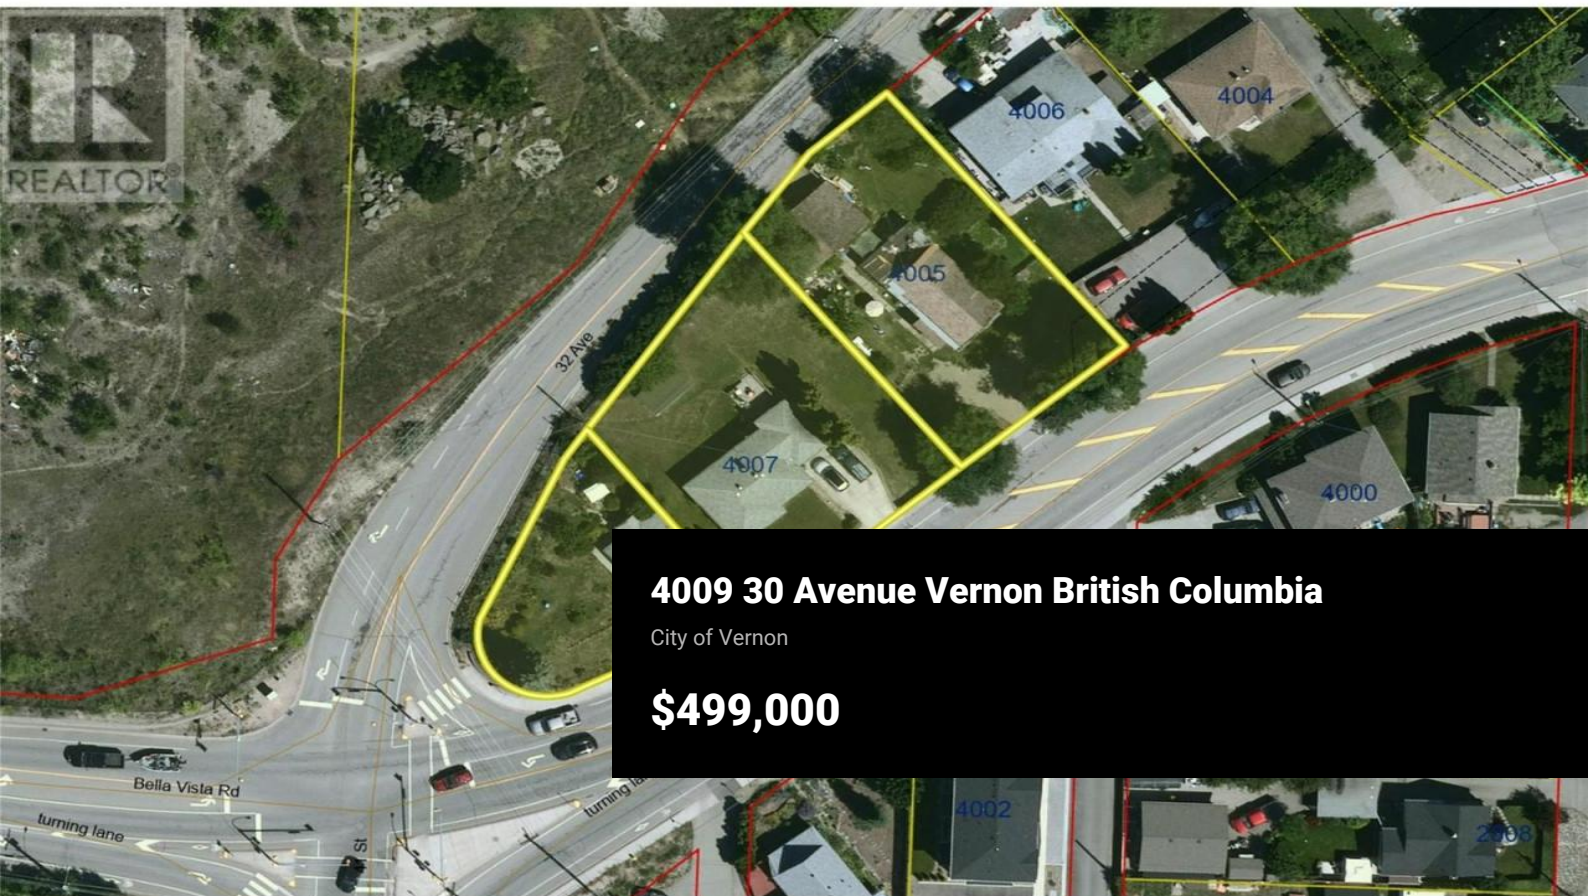 REALTOR
4006
4004
4005
32 Ave
4007
4000
4009 30 Avenue Vernon British Columbia
City of Vernon
$499,000
Bella Vista Rd
turning lane
turning
St
4002